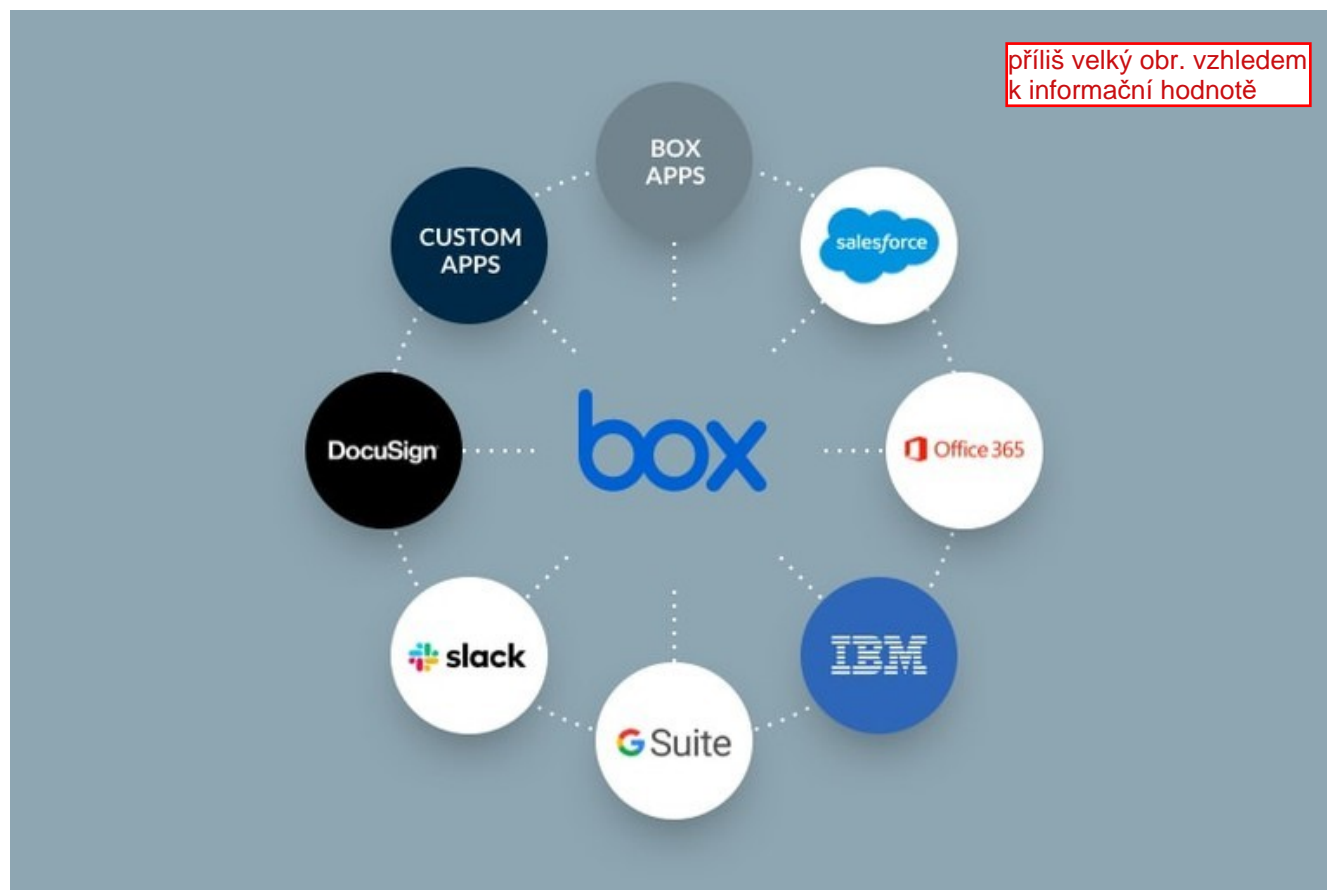 příliš velký obr. vzhledem
k informační hodnotě
BOX
APPS
CUSTOM
APPS
salesforce
DocuSign
box
Office 365
slack
IBM
G Suite